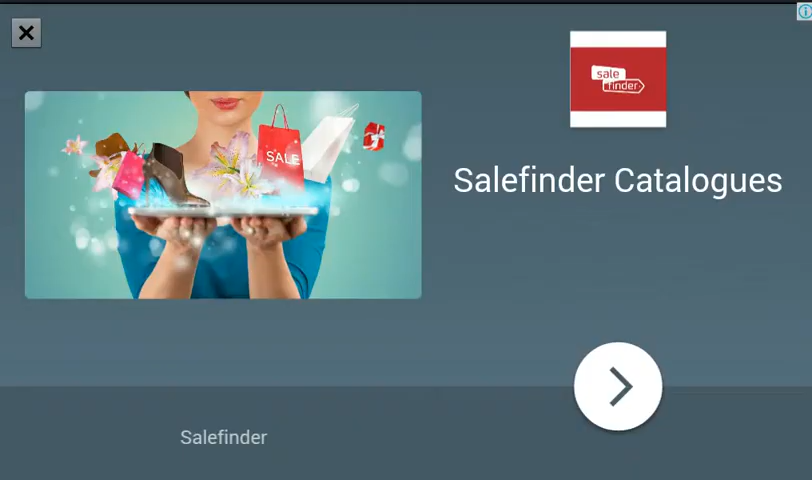 sale
finder
Salefinder Catalogues
SALE
Salefinder